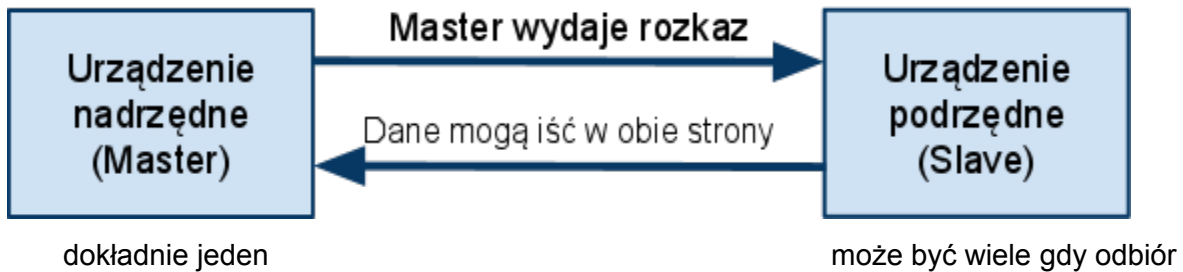 Master wydaje rozkaz
Urządzenie
nadrzędne
(Master)
Dane mogą iść w obie strony
Urządzenie
podrzędne
(Slave)
dokładnie jeden
może być wiele gdy odbiór